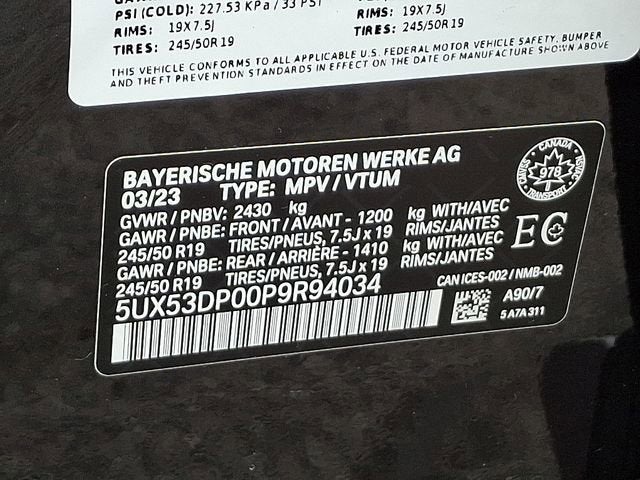 PSI (COLD): 227.53 KPa / 33 PSI
RIMS: 19X7.5J
RIMS: 19X7.5J
TIRES: 245/50R19
TIRES: 245/50R19
THIS VEHICLE CONFORMS TO ALL APPLICABLE U.S. FEDERAL MOTOR VEHICLE SAFETY, BUMPER
AND THEFT PREVENTION STANDARDS IN EFFECT ON THE DATE OF MANUFACTURE SHOWN ABOVE
BAYERISCHE MOTOREN WERKE AG
03/23 TYPE: MPV / VTUM
GVWR / PNBV: 2430 kg
GAWR / PNBE: FRONT / AVANT - 1200 kg WITH/AVEC
245/50 R19 TIRES/PNEUS, 7.5J x 19 RIMS/JANTES
GAWR / PNBE: REAR / ARRIÈRE - 1410 kg WITH/AVEC
245/50 R19 TIRES/PNEUS, 7.5J x 19 RIMS/JANTES
5UX53DP00P9R94034
CANADA
978
T
TRANSPORT
EC
CAN ICES-002 / NMB-002
A90/7
5 A7A 311